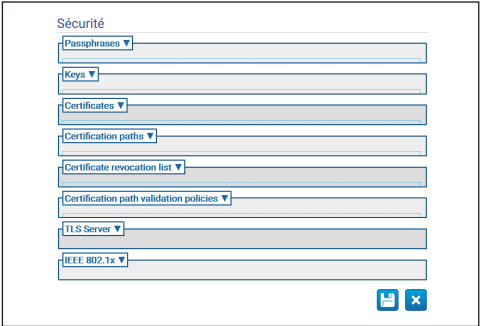 Sécurité
Passphrases ▼
Keys ▼
Certificates ▼
Certification paths ▼
Certificate revocation list ▼
Certification path validation policies ▼
TLS Server ▼
IEEE 802.1x ▼